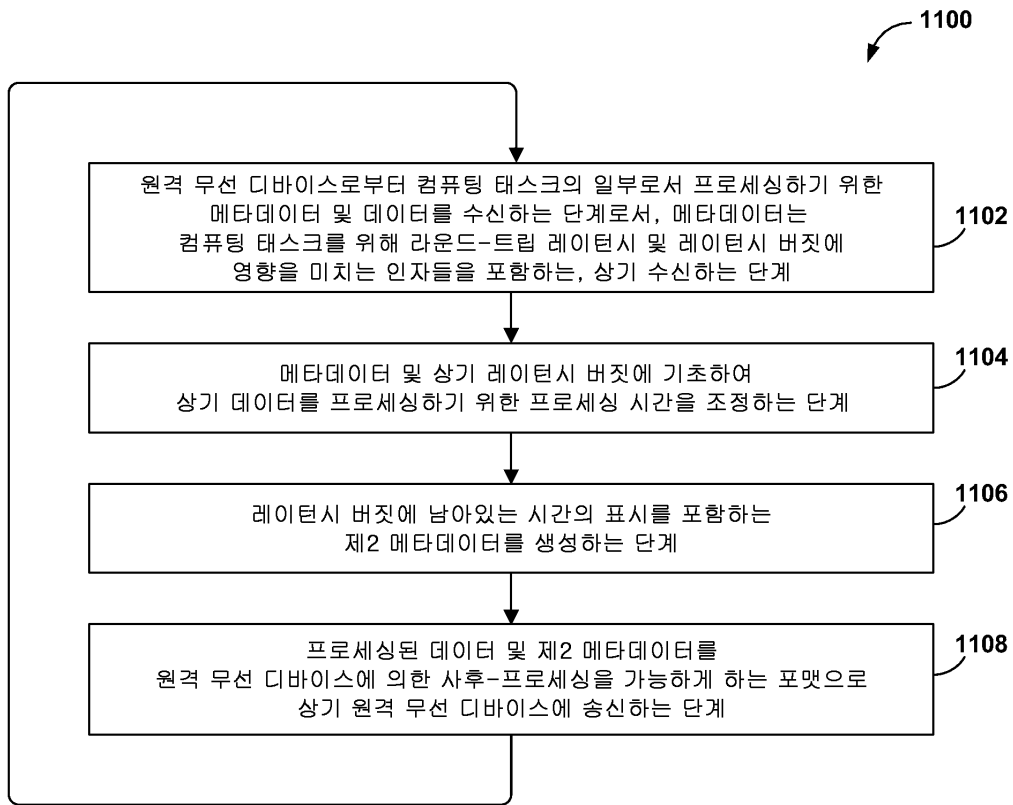 1100
원격 무선 디바이스로부터 컴퓨팅 태스크의 일부로서 프로세싱하기 위한
메타데이터 및 데이터를 수신하는 단계로서, 메타데이터는
컴퓨팅 태스크를 위해 라운드-트립 레이턴시 및 레이턴시 버짓에
영향을 미치는 인자들을 포함하는, 상기 수신하는 단계
1102
메타데이터 및 상기 레이턴시 버짓에 기초하여
상기 데이터를 프로세싱하기 위한 프로세싱 시간을 조정하는 단계
1104
레이턴시 버짓에 남아있는 시간의 표시를 포함하는
제2 메타데이터를 생성하는 단계
1106
프로세싱된 데이터 및 제2 메타데이터를
원격 무선 디바이스에 의한 사후-프로세싱을 가능하게 하는 포맷으로
상기 원격 무선 디바이스에 송신하는 단계
1108